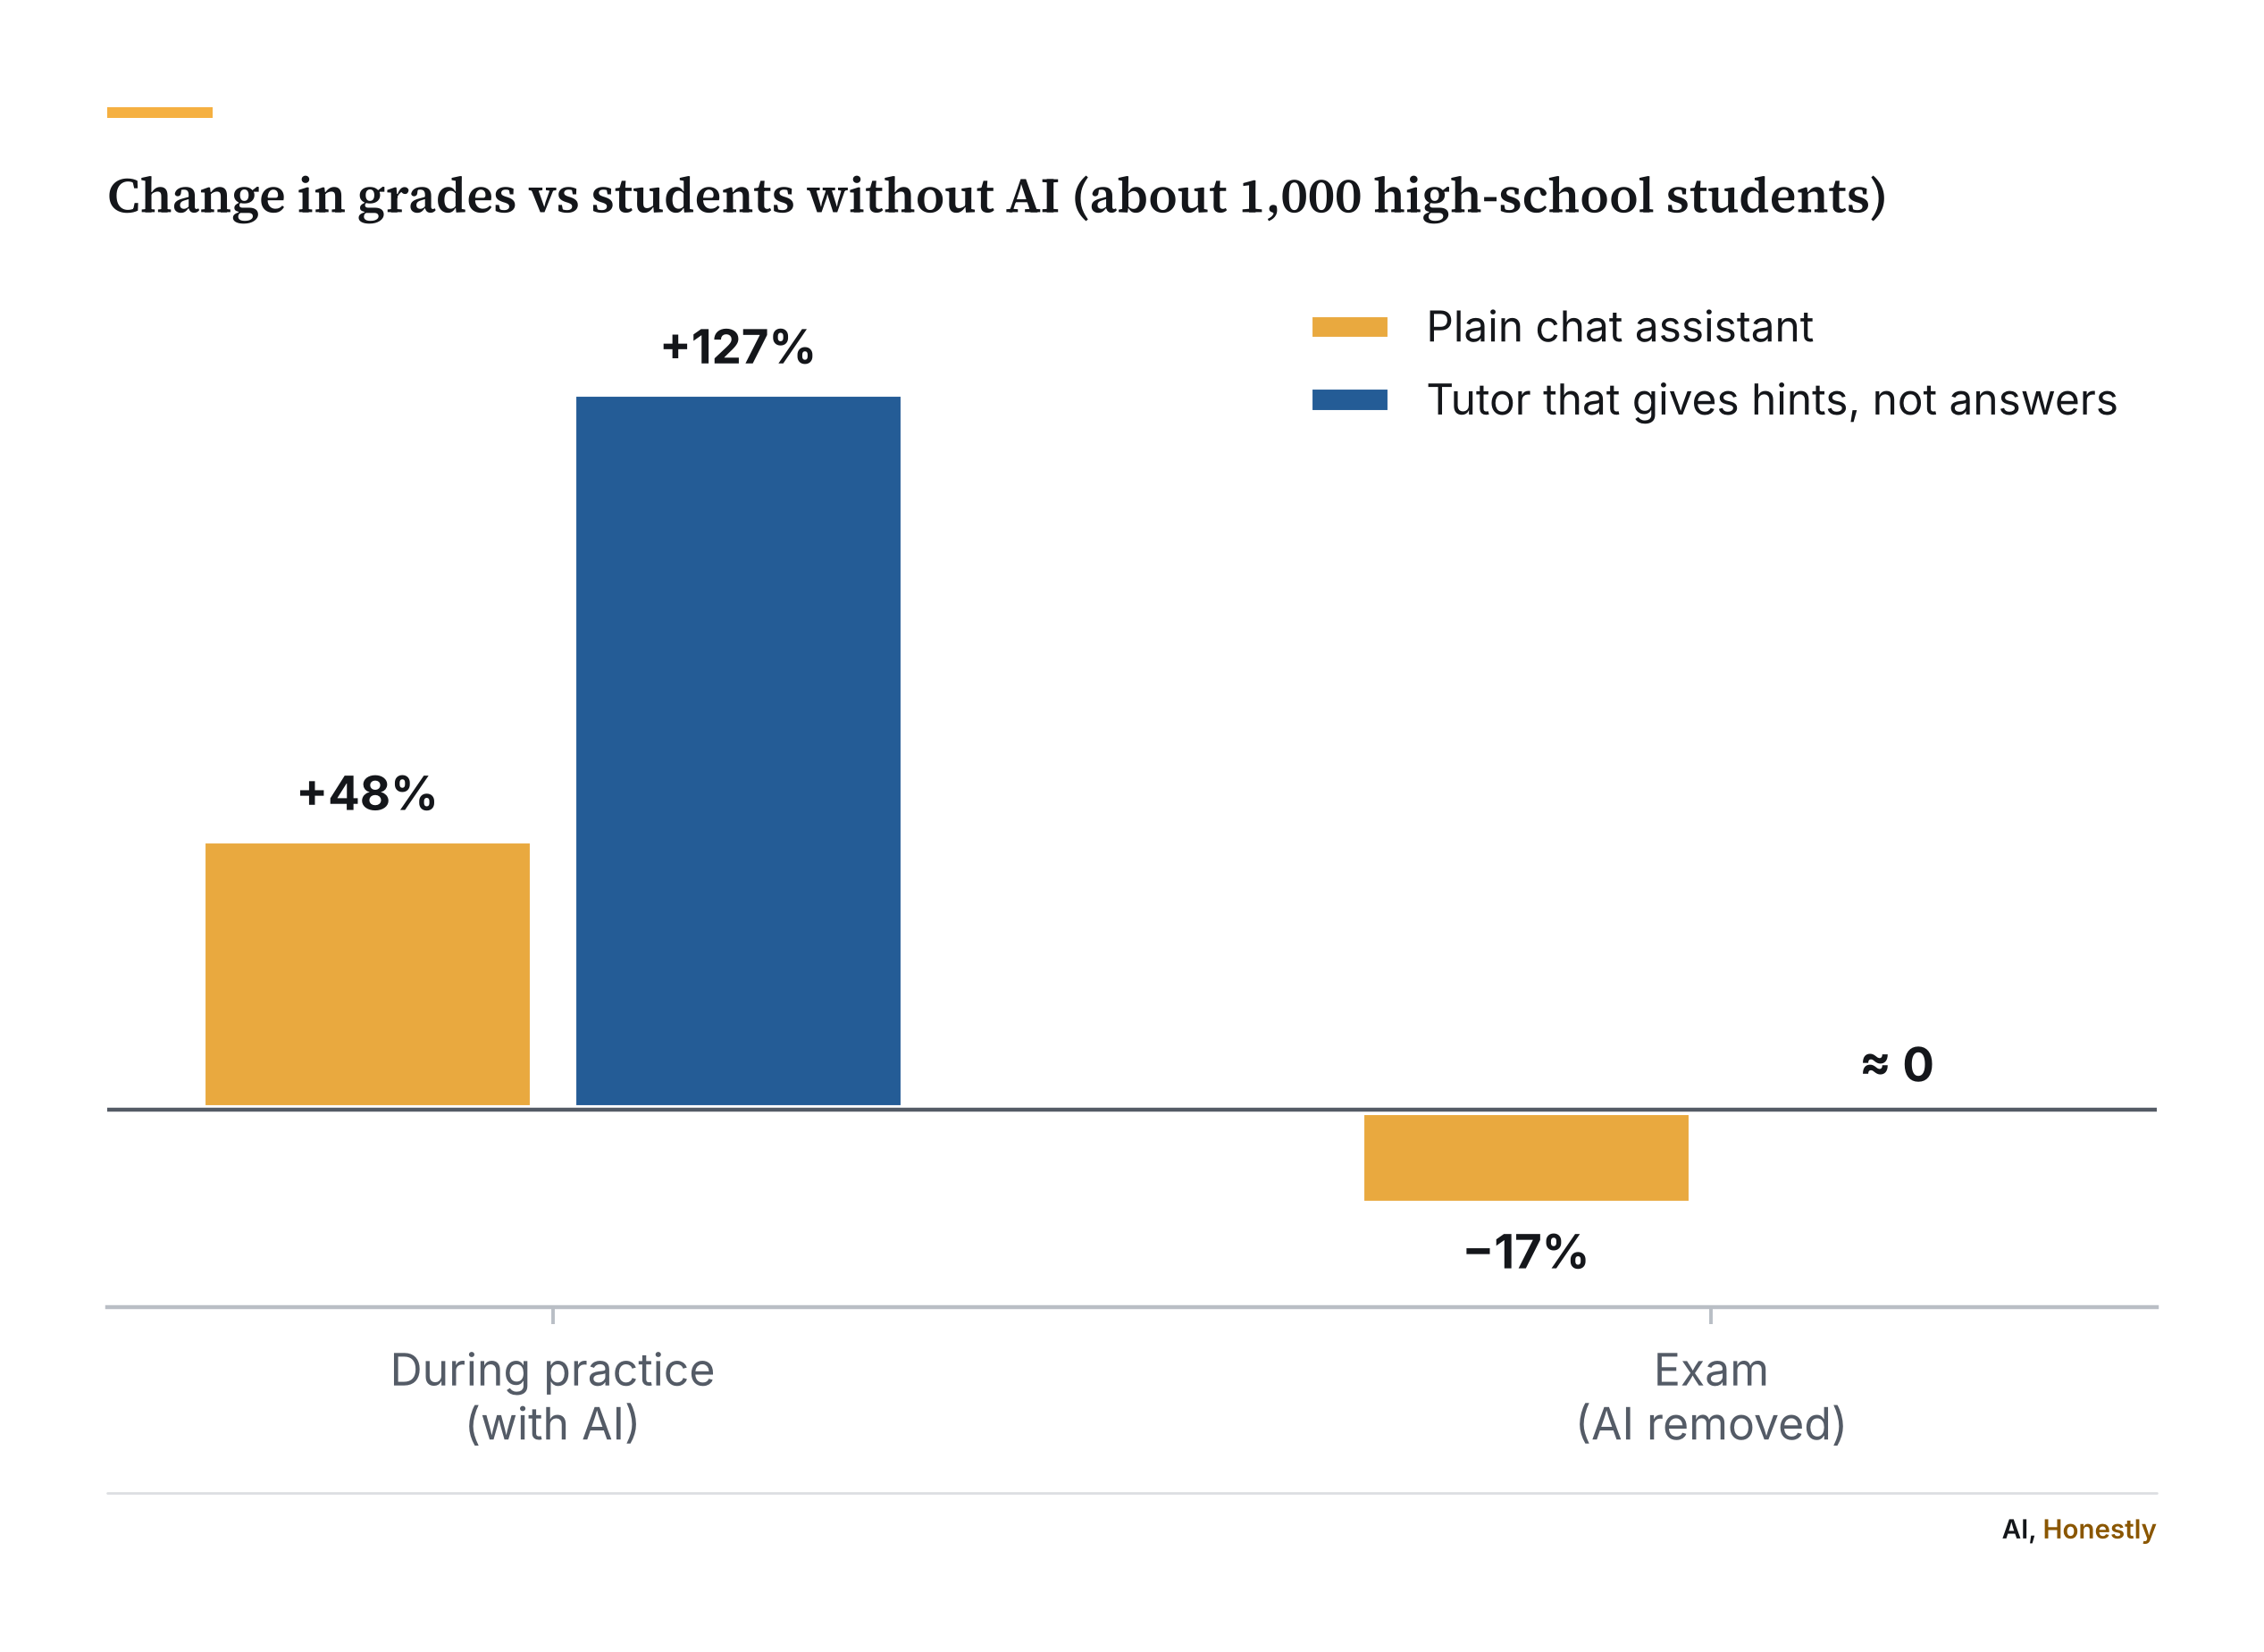 Change in grades vs students without AI (about 1,000 high-school students)
Plain chat assistant
Tutor that gives hints, not answers
+127%
+48%
≈ 0
−17%
During practice
(with AI)
Exam
(AI removed)
AI, Honestly